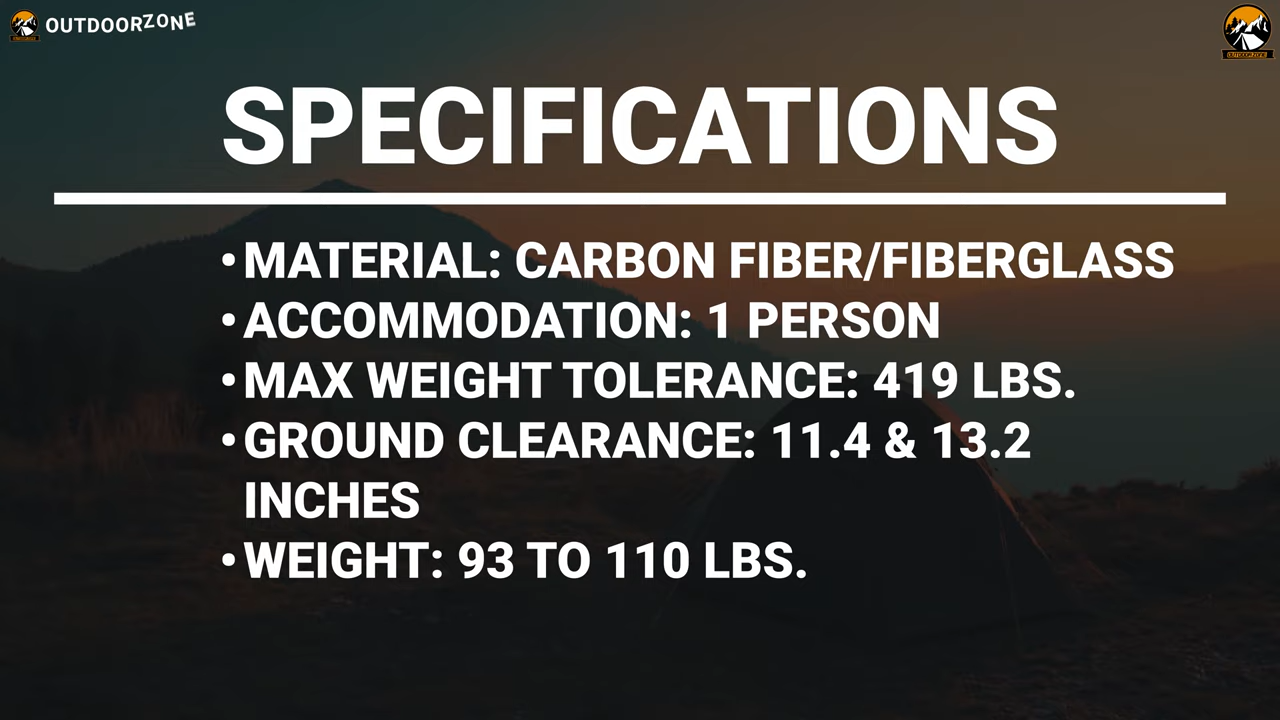 OUTDOORZONE
OUTDOORZONE
SPECIFICATIONS
•MATERIAL: CARBON FIBER/FIBERGLASS
•ACCOMMODATION: 1 PERSON
•MAX WEIGHT TOLERANCE: 419 LBS.
•GROUND CLEARANCE: 11.4 & 13.2
INCHES
•WEIGHT: 93 TO 110 LBS.